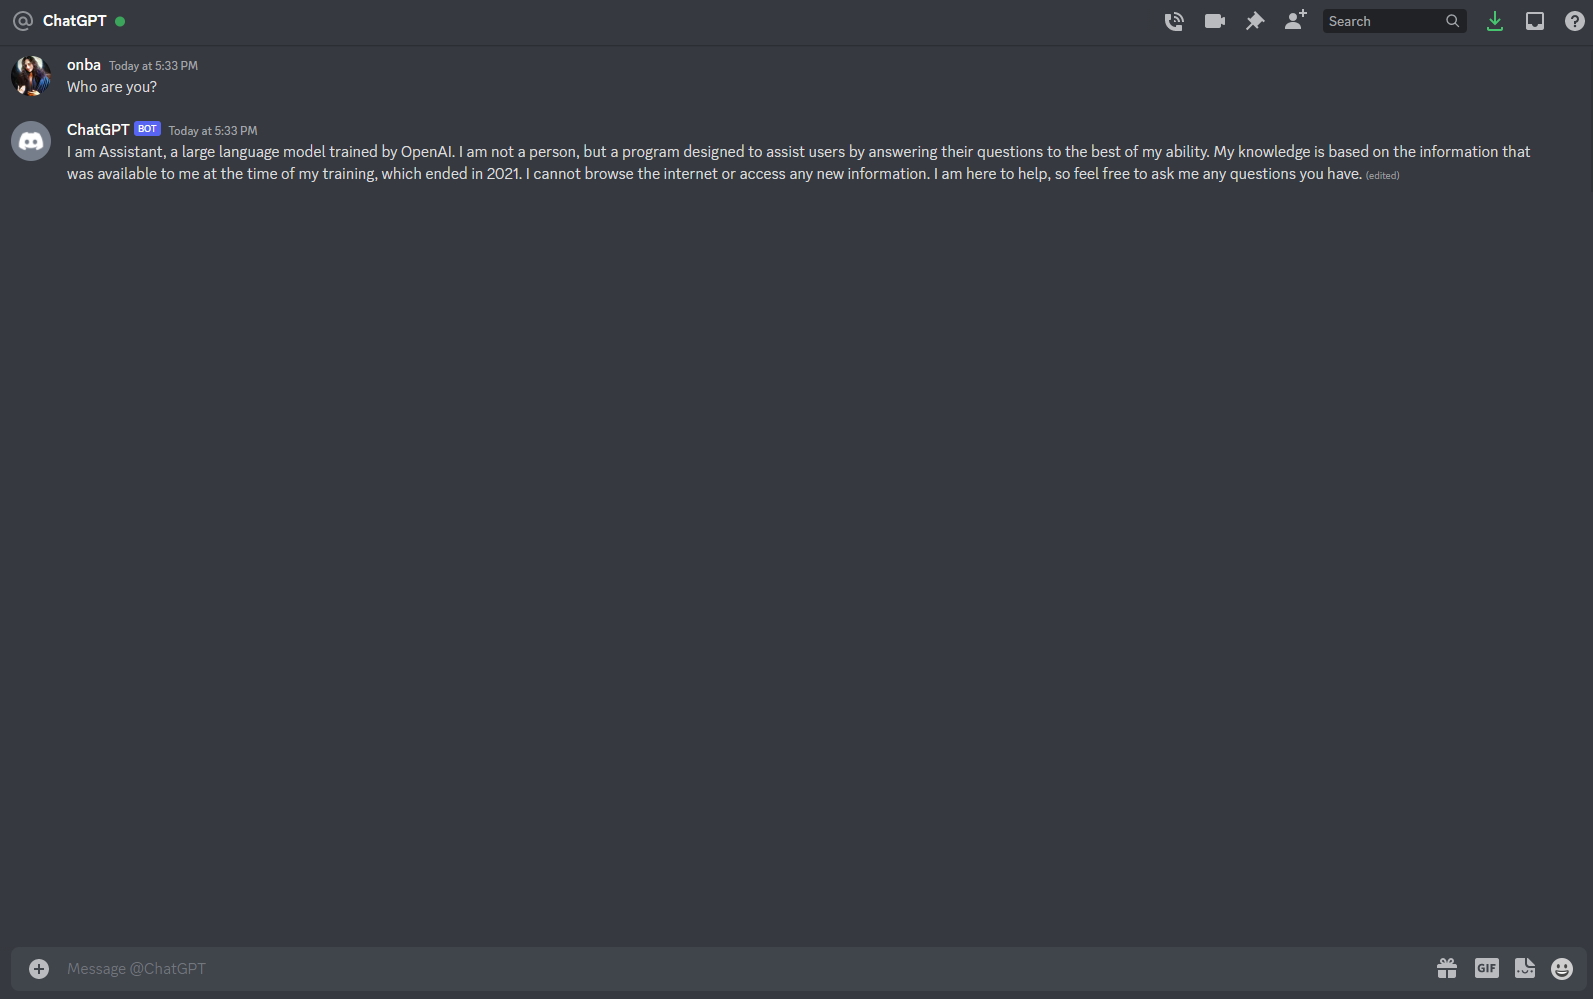 ChatGPT
Search
onba Today at 5:33 PM
Who are you?
ChatGPT BOT Today at 5:33 PM
I am Assistant, a large language model trained by OpenAI. I am not a person, but a program designed to assist users by answering their questions to the best of my ability. My knowledge is based on the information that
was available to me at the time of my training, which ended in 2021. I cannot browse the internet or access any new information. I am here to help, so feel free to ask me any questions you have. (edited)
Message @ChatGPT
GIF